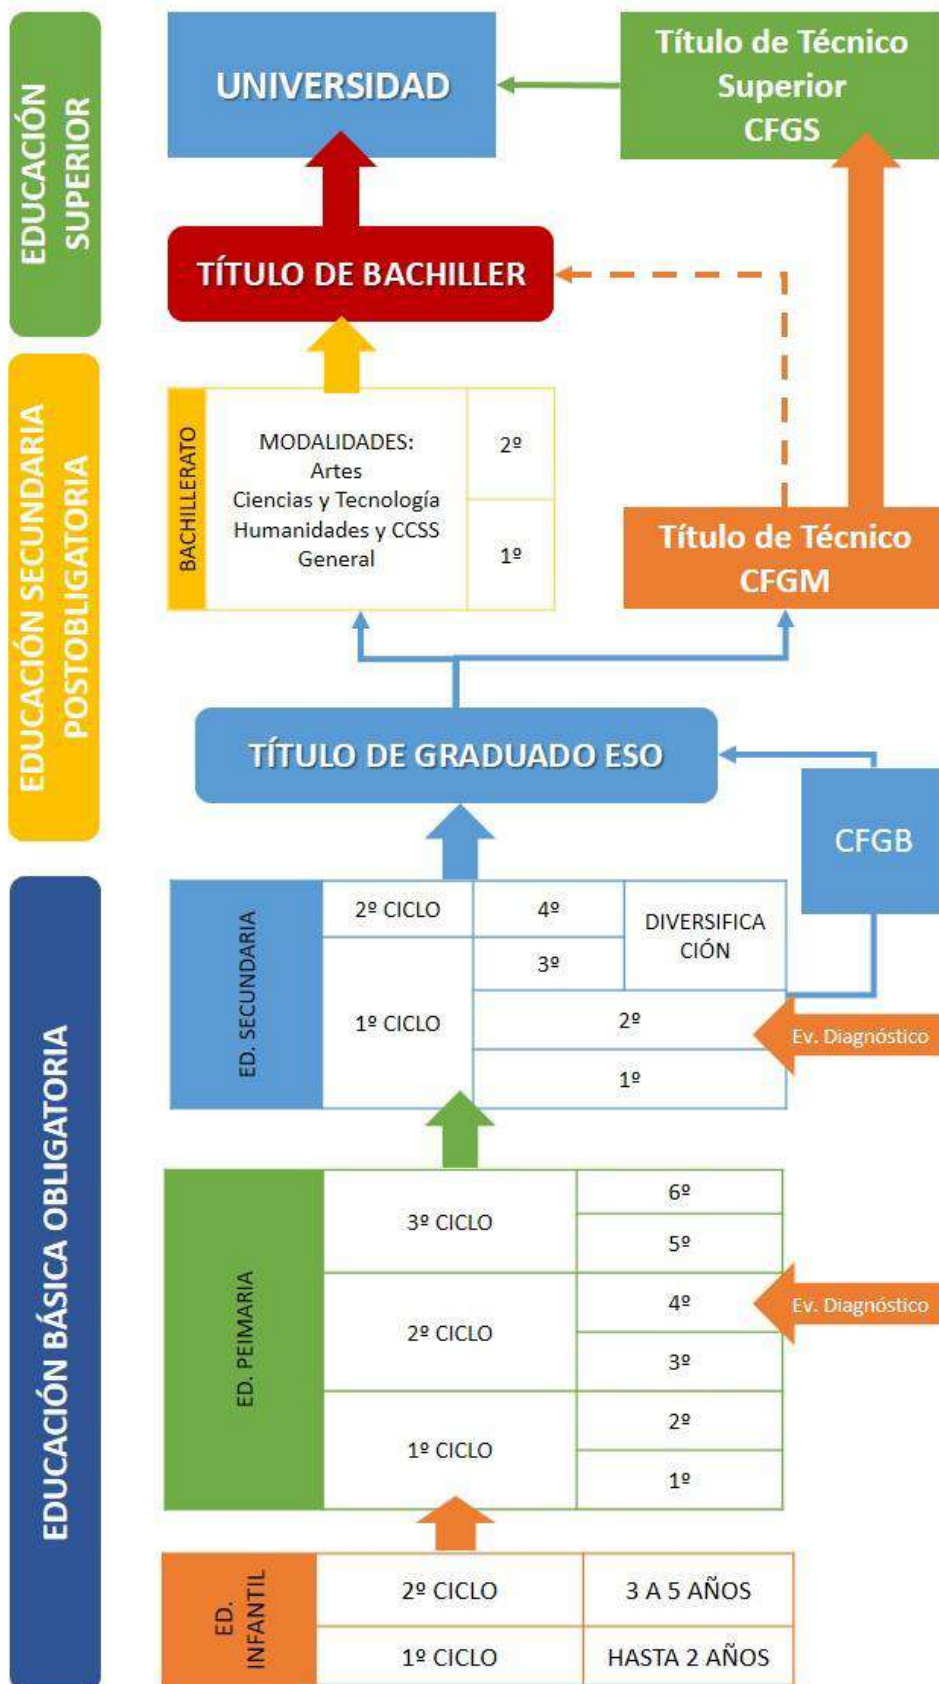 EDUCACIÓN
SUPERIOR
UNIVERSIDAD
Título de Técnico
Superior
CFGS
TÍTULO DE BACHILLER
EDUCACIÓN SECUNDARIA
POSTOBLIGATORIA
BACHILLERATO
MODALIDADES:
Artes
Ciencias y Tecnología
Humanidades y CCSS
General
2º
1º
Título de Técnico
CFGM
TÍTULO DE GRADUADO ESO
CFGB
EDUCACIÓN BÁSICA OBLIGATORIA
ED. SECUNDARIA
2º CICLO
4º
DIVERSIFICA
CIÓN
3º
1º CICLO
2º
Ev. Diagnóstico
1º
ED. PEIMARIA
3º CICLO
6º
5º
2º CICLO
4º
Ev. Diagnóstico
3º
1º CICLO
2º
1º
ED.
INFANTIL
2º CICLO
3 A 5 AÑOS
1º CICLO
HASTA 2 AÑOS